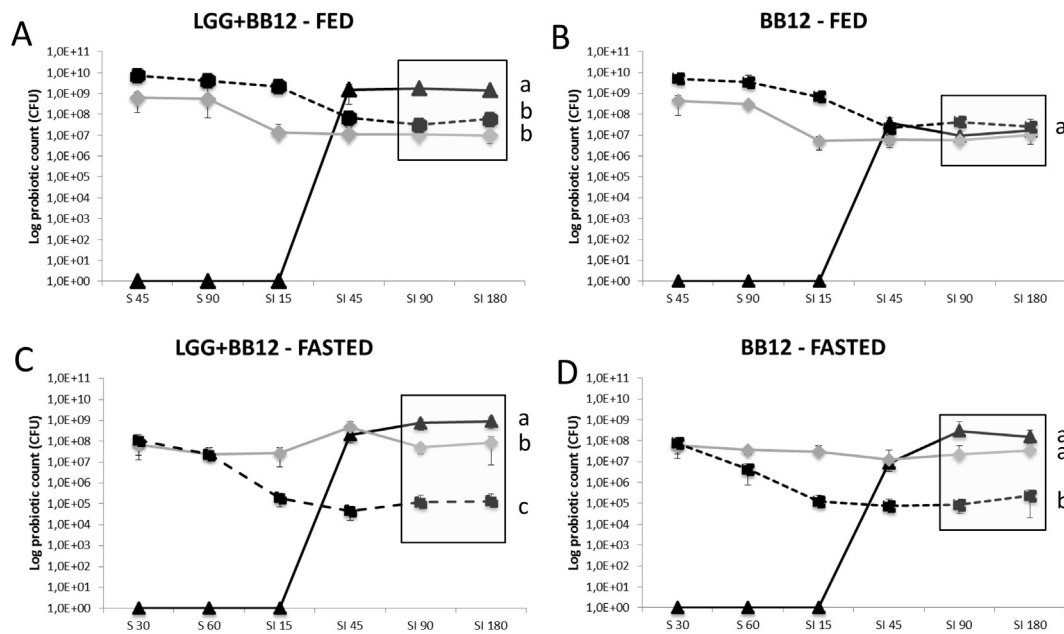 A
LGG+BB12 - FED
Log probiotic count (CFU)
1,0E+11
1,0E+10
1,0E+09
1,0E+08
1,0E+07
1,0E+06
1,0E+05
1,0E+04
1,0E+03
1,0E+02
1,0E+01
1,0E+00
S 45 S 90 SI 15 SI 45 SI 90 SI 180
a
b
b
B
BB12 - FED
Log probiotic count (CFU)
1,0E+11
1,0E+10
1,0E+09
1,0E+08
1,0E+07
1,0E+06
1,0E+05
1,0E+04
1,0E+03
1,0E+02
1,0E+01
1,0E+00
S 45 S 90 SI 15 SI 45 SI 90 SI 180
a
C
LGG+BB12 - FASTED
Log probiotic count (CFU)
1,0E+11
1,0E+10
1,0E+09
1,0E+08
1,0E+07
1,0E+06
1,0E+05
1,0E+04
1,0E+03
1,0E+02
1,0E+01
1,0E+00
S 30 S 60 SI 15 SI 45 SI 90 SI 180
a
b
c
D
BB12 - FASTED
Log probiotic count (CFU)
1,0E+11
1,0E+10
1,0E+09
1,0E+08
1,0E+07
1,0E+06
1,0E+05
1,0E+04
1,0E+03
1,0E+02
1,0E+01
1,0E+00
S 30 S 60 SI 15 SI 45 SI 90 SI 180
a
a
b